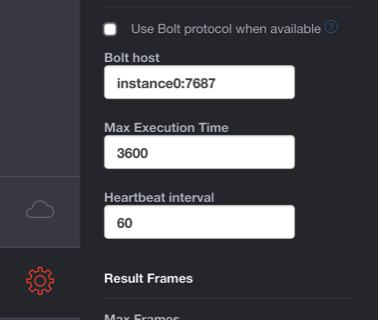 Use Bolt protocol when available ?
Bolt host
instance0:7687
Max Execution Time
3600
Heartbeat interval
60
Result Frames
Max Frames